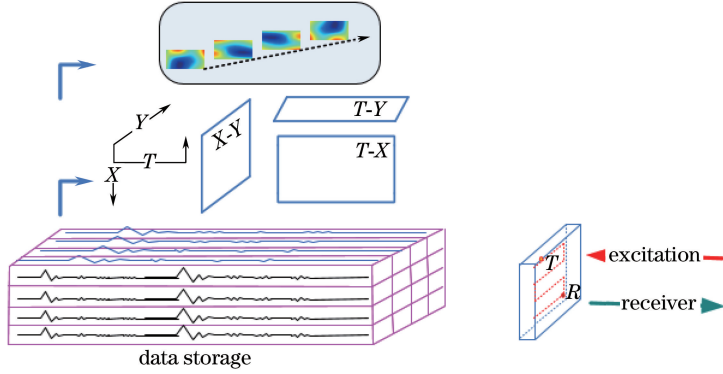 T-Y
Y
X-Y
T-X
T
X
excitation
T
R
receiver
data storage